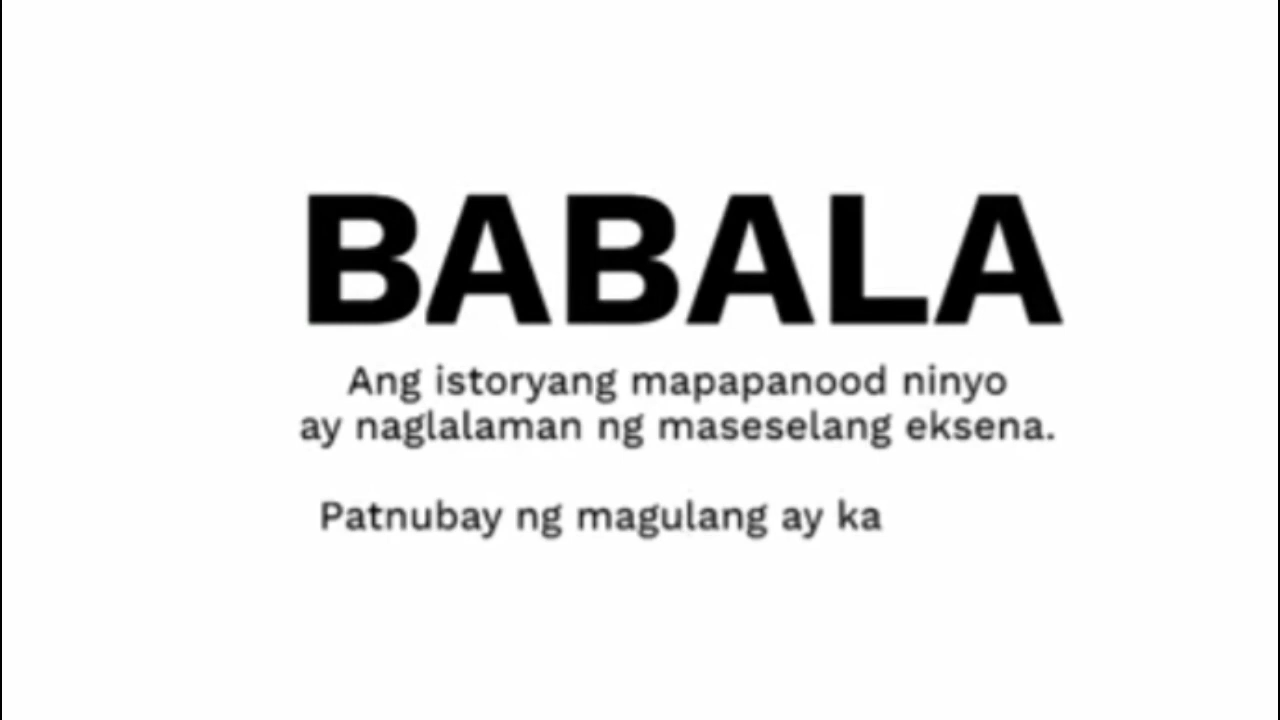 BABALA
Ang istoryang mapapanood ninyo
ay naglalaman ng maseselang eksena.
Patnubay ng magulang ay ka